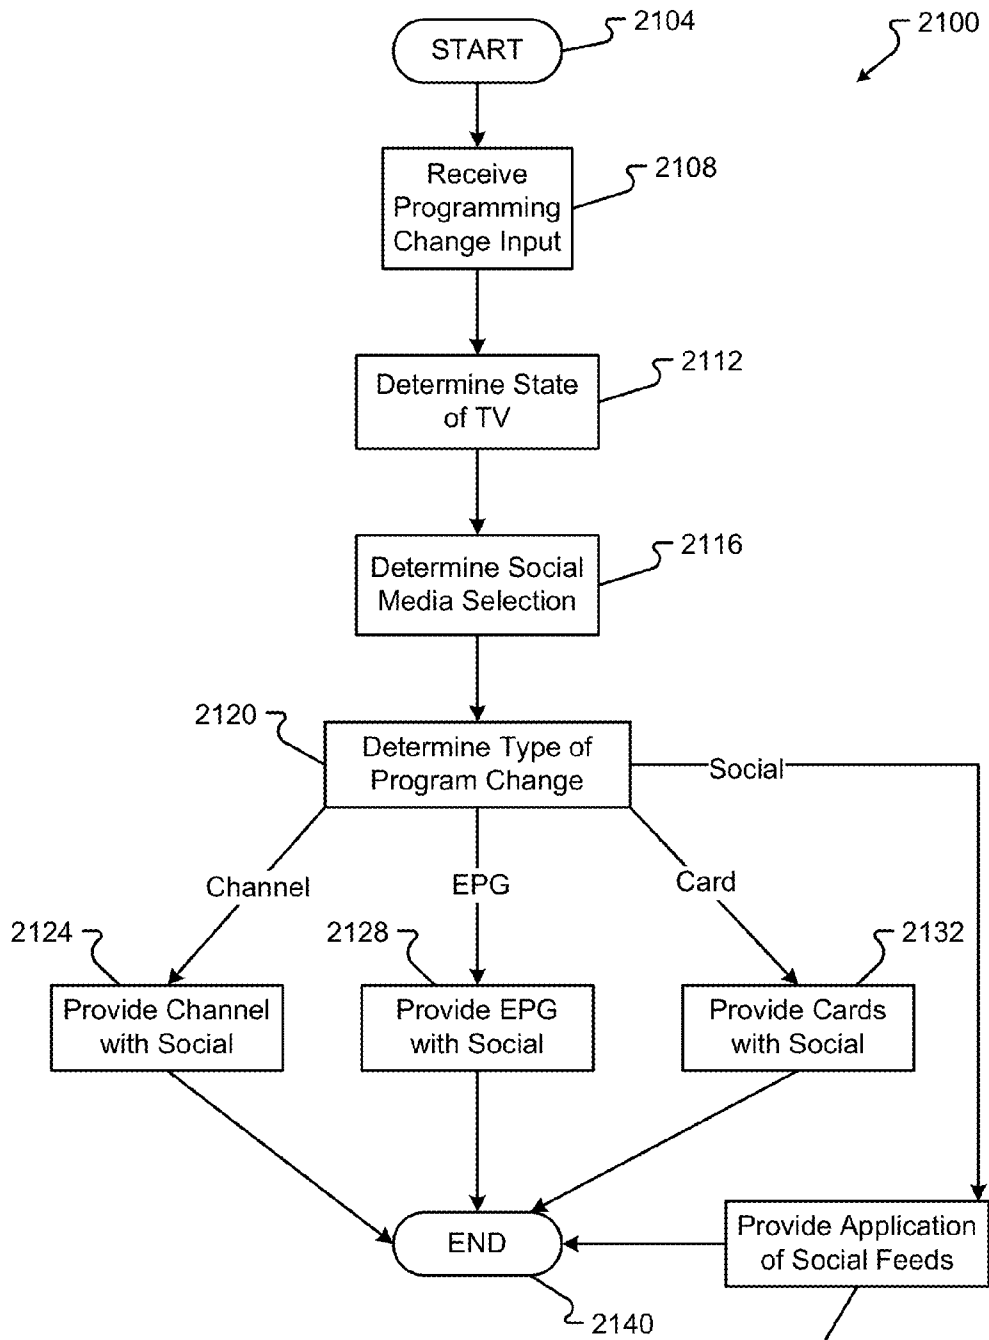 START
2104
2100
Receive
Programming
Change Input
2108
Determine State
of TV
2112
Determine Social
Media Selection
2116
2120
Determine Type of
Program Change
Social
Channel
EPG
Card
2124
2128
2132
Provide Channel
with Social
Provide EPG
with Social
Provide Cards
with Social
END
Provide Application
of Social Feeds
2140